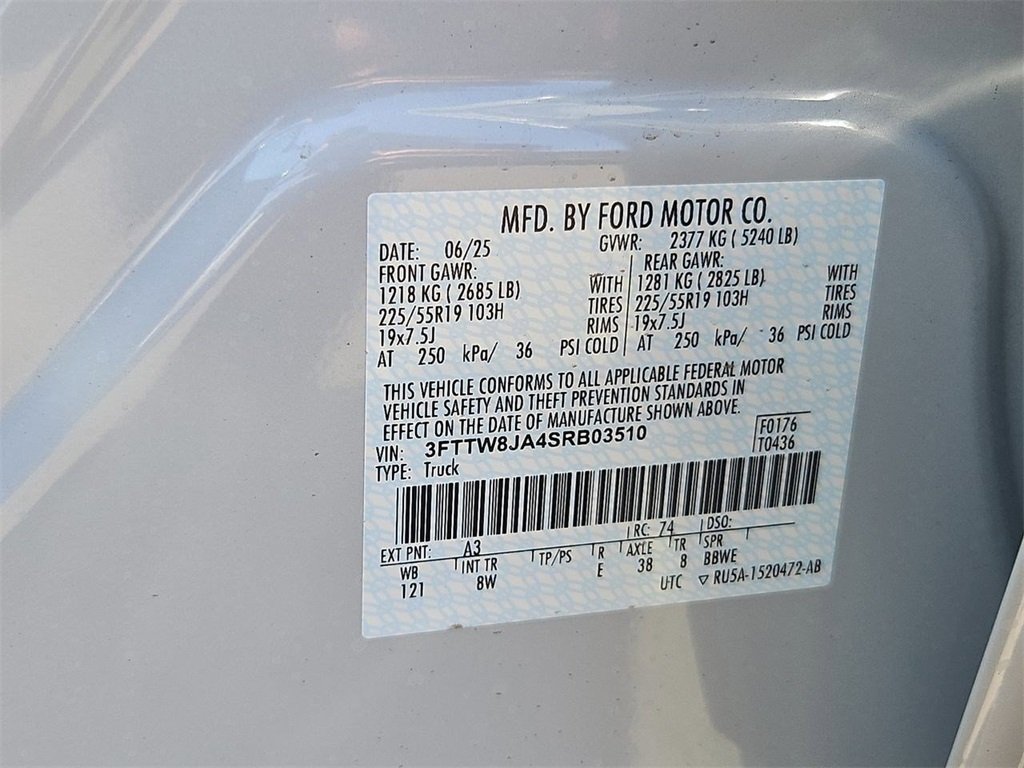 MFD. BY FORD MOTOR CO.
DATE: 06/25 GVWR: 2377 KG ( 5240 LB)
FRONT GAWR: REAR GAWR:
1218 KG ( 2685 LB) WITH 1281 KG ( 2825 LB) WITH
225/55R19 103H TIRES 225/55R19 103H TIRES
19x7.5J RIMS 19x7.5J RIMS
AT 250 kPa/ 36 PSI COLD AT 250 kPa/ 36 PSI COLD
THIS VEHICLE CONFORMS TO ALL APPLICABLE FEDERAL MOTOR
VEHICLE SAFETY AND THEFT PREVENTION STANDARDS IN
EFFECT ON THE DATE OF MANUFACTURE SHOWN ABOVE.
VIN: 3FTTW8JA4SRB03510 F0176
TYPE: Truck T0436
EXT PNT: A3 RC: 74 DSO:
WB INT TR TP/PS R AXLE TR SPR
121 8W E 38 8 BBWE
UTC ▽ RU5A-1520472-AB